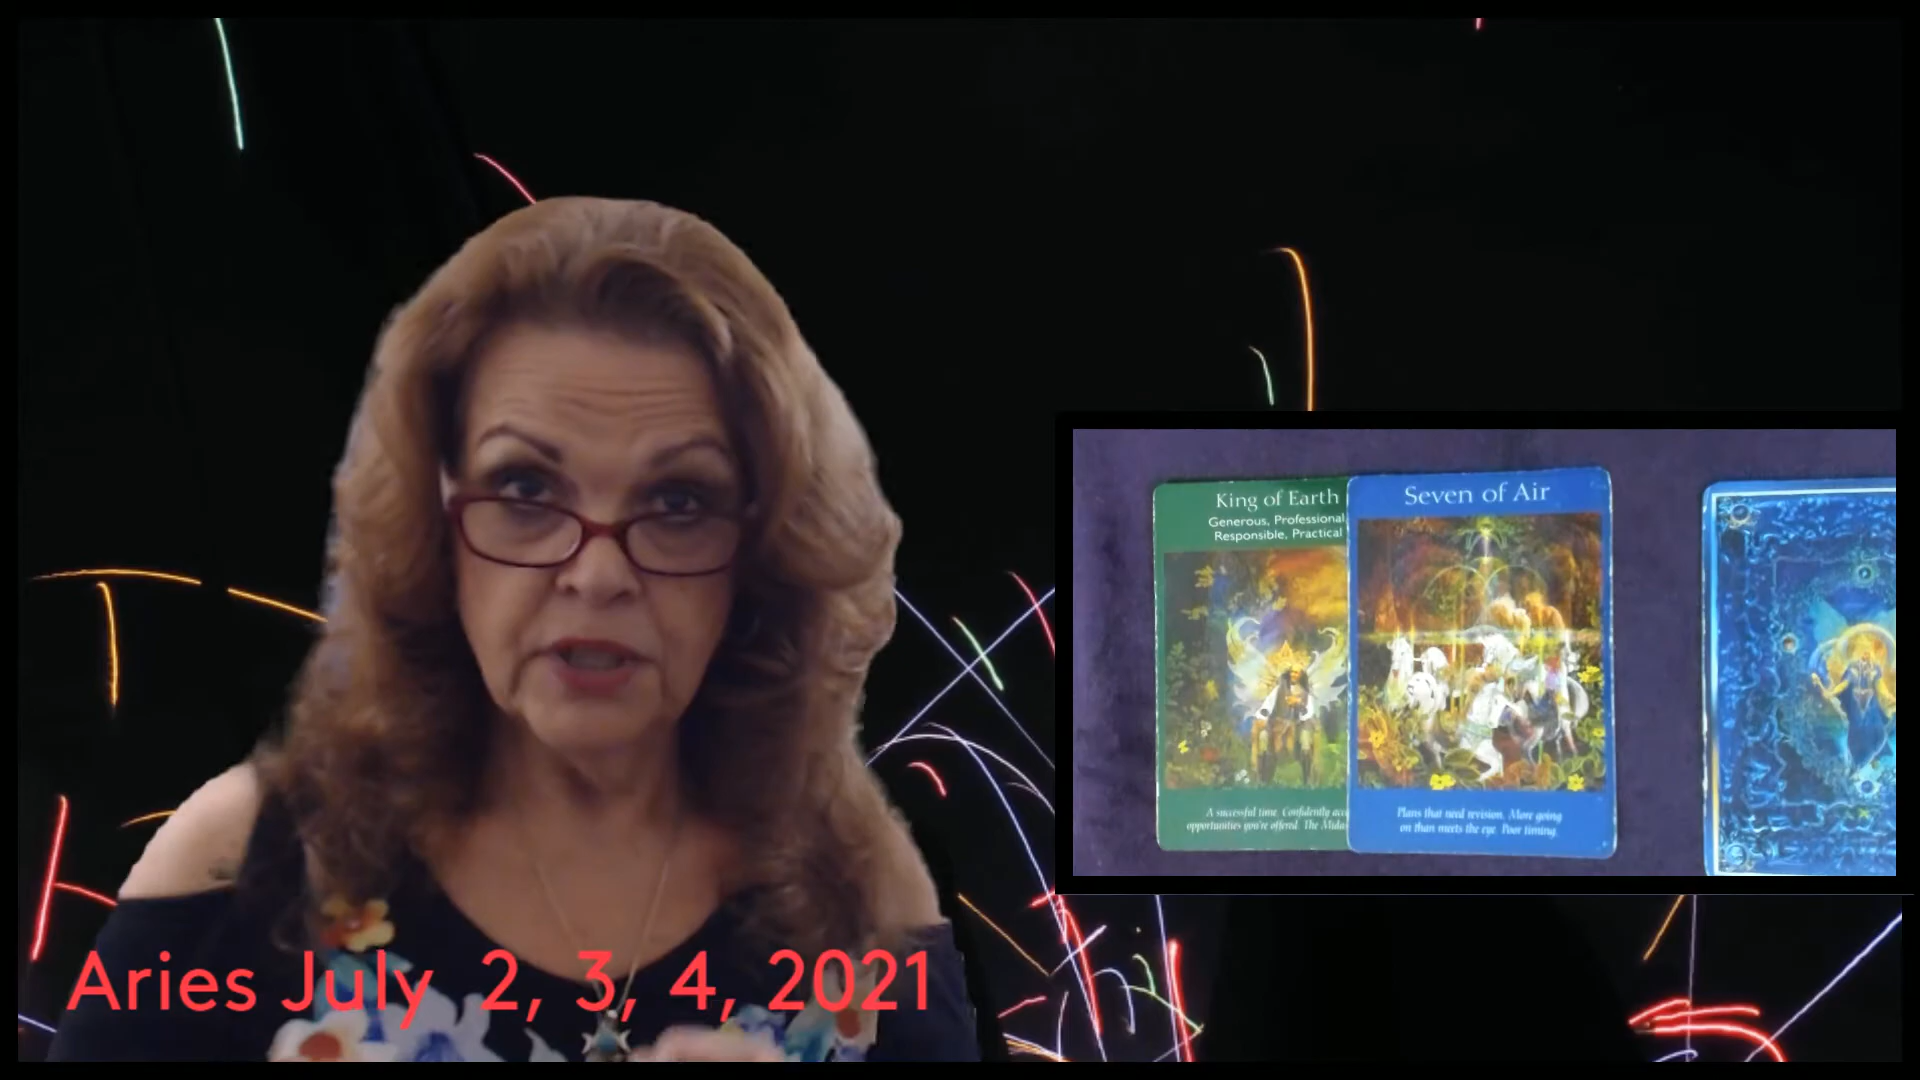 King of Earth
Generous, Professional
Responsible, Practical
A successful time. Confidently
opportunities you're offered. The
Seven of Air
Plans that need revision. More going
on than meets the eye. Poor timing.
Aries July 2, 3, 4, 2021